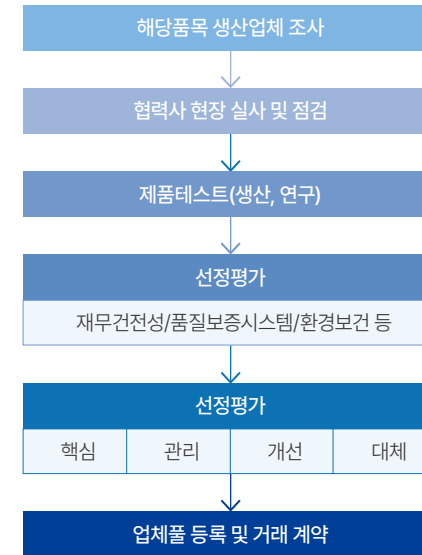 해당품목 생산업체 조사
협력사 현장 실사 및 점검
제품테스트(생산, 연구)
선정평가
재무건전성/품질보증시스템/환경보건 등
선정평가
핵심 관리 개선 대체
업체풀 등록 및 거래 계약